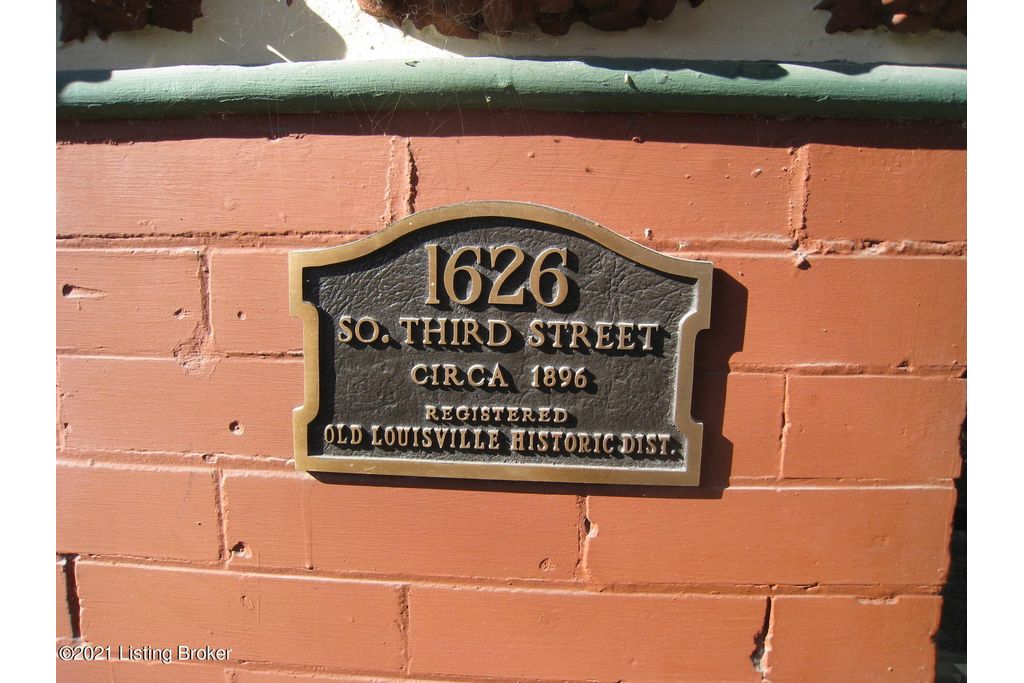 1626
SO. THIRD STREET
CIRCA 1896
REGISTERED
OLD LOUISVILLE HISTORIC DIST.
©2021 Listing Broker